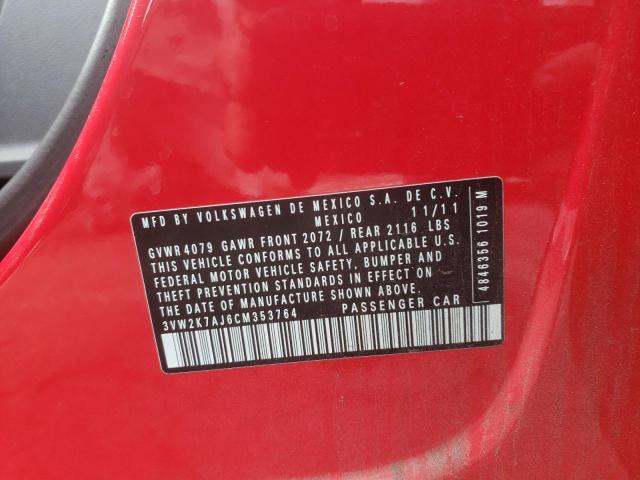 MFD BY VOLKSWAGEN DE MEXICO S.A. DE C.V.
MEXICO 11/11
GVWR 4079 GAWR FRONT 2072 / REAR 2116 LBS
THIS VEHICLE CONFORMS TO ALL APPLICABLE U.S.
FEDERAL MOTOR VEHICLE SAFETY, BUMPER AND
THEFT PREVENTION STANDARDS IN EFFECT ON
THE DATE OF MANUFACTURE SHOWN ABOVE.
3VW2K7AJ6CM353764 PASSENGER CAR
4846356 1019 M